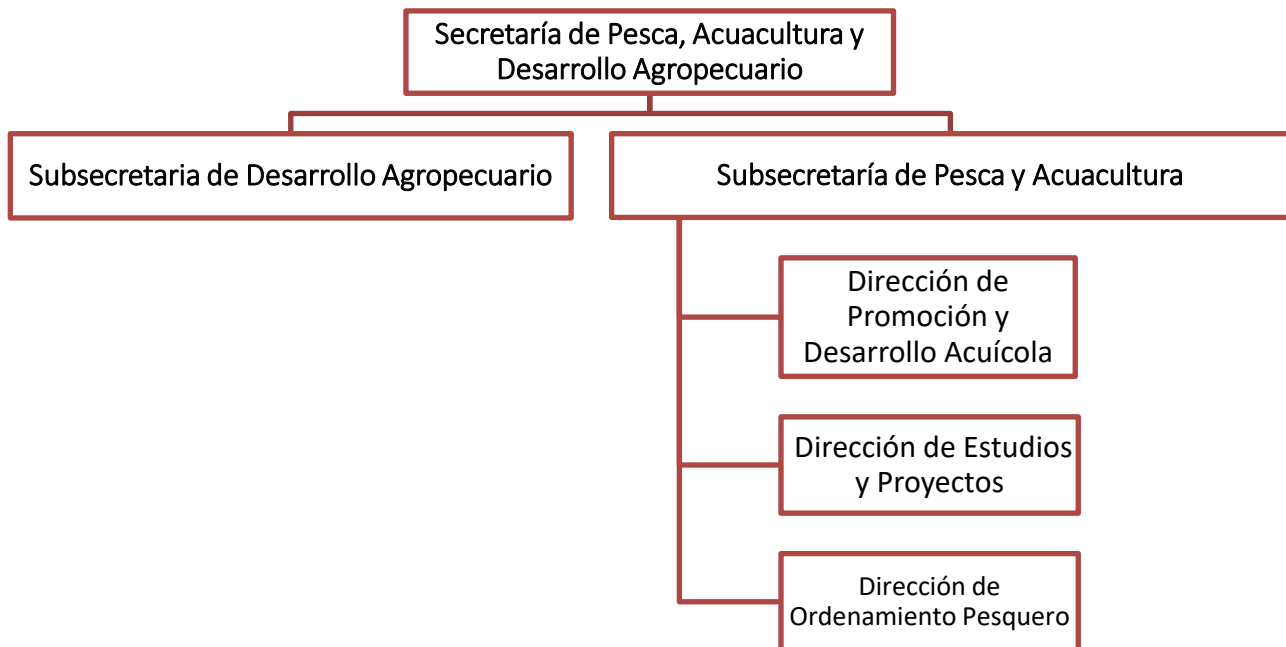 Secretaría de Pesca, Acuacultura y
Desarrollo Agropecuario
Subsecretaria de Desarrollo Agropecuario
Subsecretaría de Pesca y Acuacultura
Dirección de
Promoción y
Desarrollo Acuícola
Dirección de Estudios
y Proyectos
Dirección de
Ordenamiento Pesquero